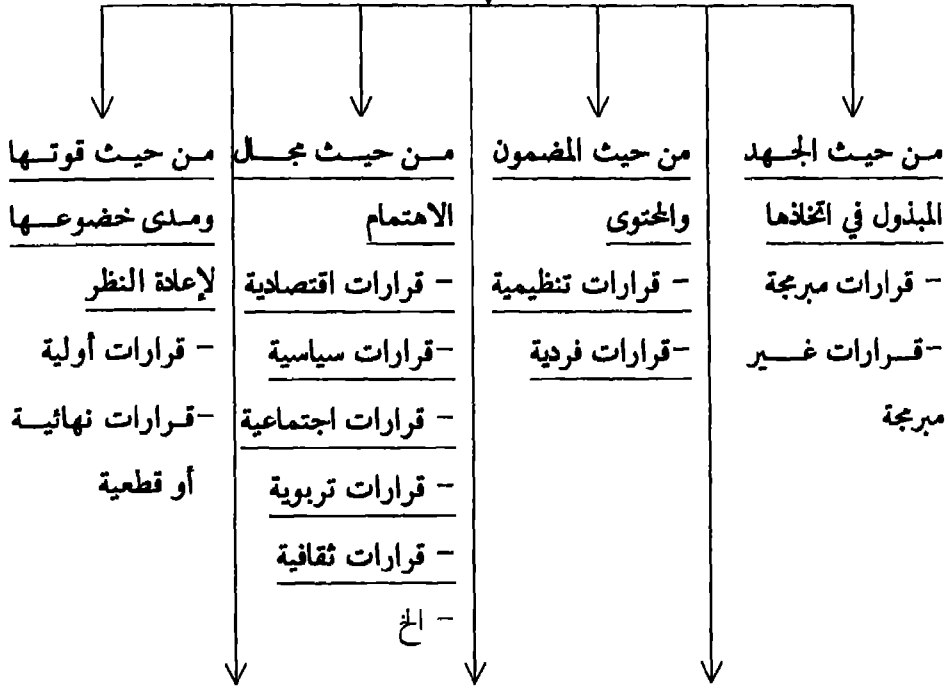 من حيث الجهد
المبذول في اتخاذها
- قرارات مبرمجة
-قرارات غير
مبرمجة
من حيث المضمون
والمحتوى
- قرارات تنظيمية
-قرارات فردية
من حيث مجال
الاهتمام
- قرارات اقتصادية
-قرارات سياسية
- قرارات اجتماعية
- قرارات تربوية
- قرارات ثقافية
- الخ
من حيث قوتها
ومدى خضوعها
لإعادة النظر
- قرارات أولية
-قرارات نهائية
أو قطعية